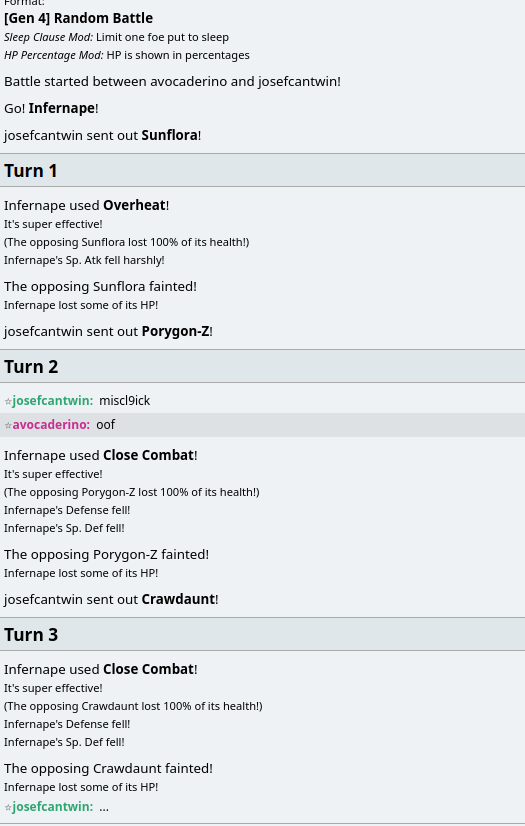 Format:
[Gen 4] Random Battle
Sleep Clause Mod: Limit one foe put to sleep
HP Percentage Mod: HP is shown in percentages
Battle started between avocaderino and josefcantwin!
Go! Infernape!
josefcantwin sent out Sunflora!
Turn 1
Infernape used Overheat!
It's super effective!
(The opposing Sunflora lost 100% of its health!)
Infernape's Sp. Atk fell harshly!
The opposing Sunflora fainted!
Infernape lost some of its HP!
josefcantwin sent out Porygon-Z!
Turn 2
☆josefcantwin: miscl9ick
☆avocaderino: oof
Infernape used Close Combat!
It's super effective!
(The opposing Porygon-Z lost 100% of its health!)
Infernape's Defense fell!
Infernape's Sp. Def fell!
The opposing Porygon-Z fainted!
Infernape lost some of its HP!
josefcantwin sent out Crawdaunt!
Turn 3
Infernape used Close Combat!
It's super effective!
(The opposing Crawdaunt lost 100% of its health!)
Infernape's Defense fell!
Infernape's Sp. Def fell!
The opposing Crawdaunt fainted!
Infernape lost some of its HP!
☆josefcantwin: ...